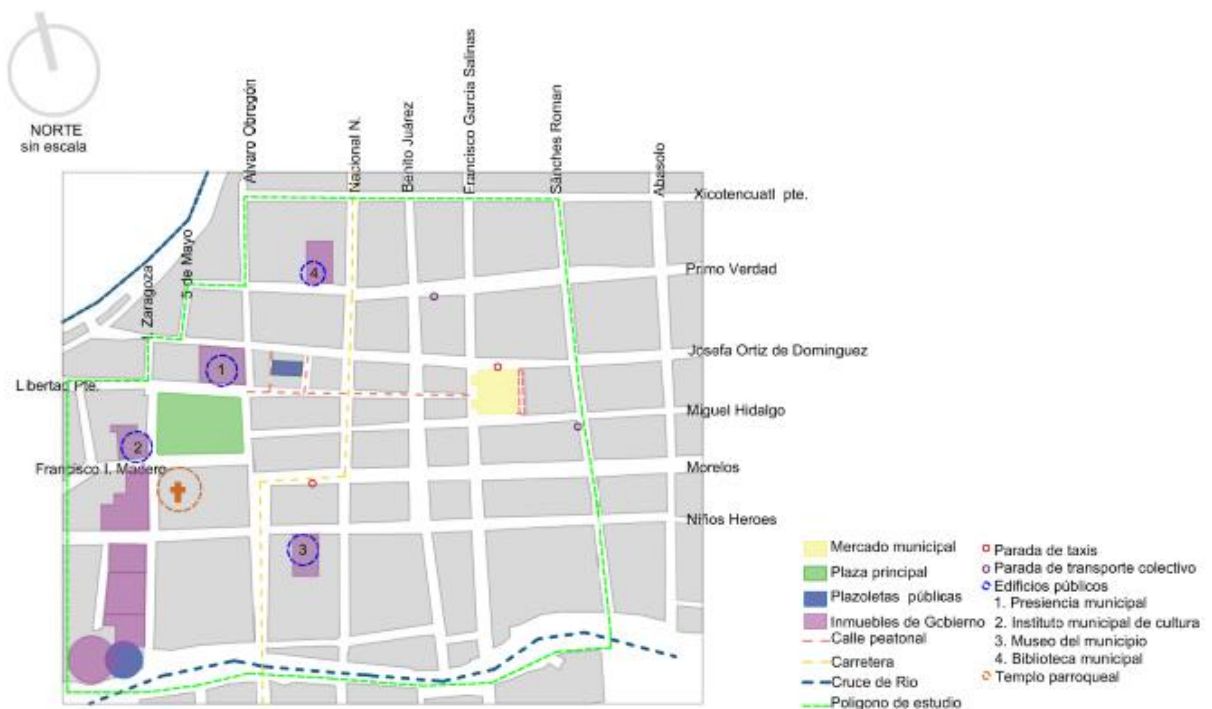 NORTE
sin escala
Alvaro Obregón
Nacional N.
Benito Juárez
Francisco García Salinas
Sánches Roman
Abasolo
Xicotencuatl pte.
5 de Mayo
I. Zaragoza
Primo Verdad
4
Josefa Ortiz de Dominguez
1
Libertad Pte.
Miguel Hidalgo
2
Francisco I. Madero
Morelos
Niños Heroes
3
Mercado municipal
Plaza principal
Plazoletas públicas
Inmuebles de Gobierno
Calle peatonal
Carretera
Cruce de Rio
Poligono de estudio
Parada de taxis
Parada de transporte colectivo
Edificios públicos
1. Presiencia municipal
2. Instituto municipal de cultura
3. Museo del municipio
4. Biblioteca municipal
Templo parroqueal